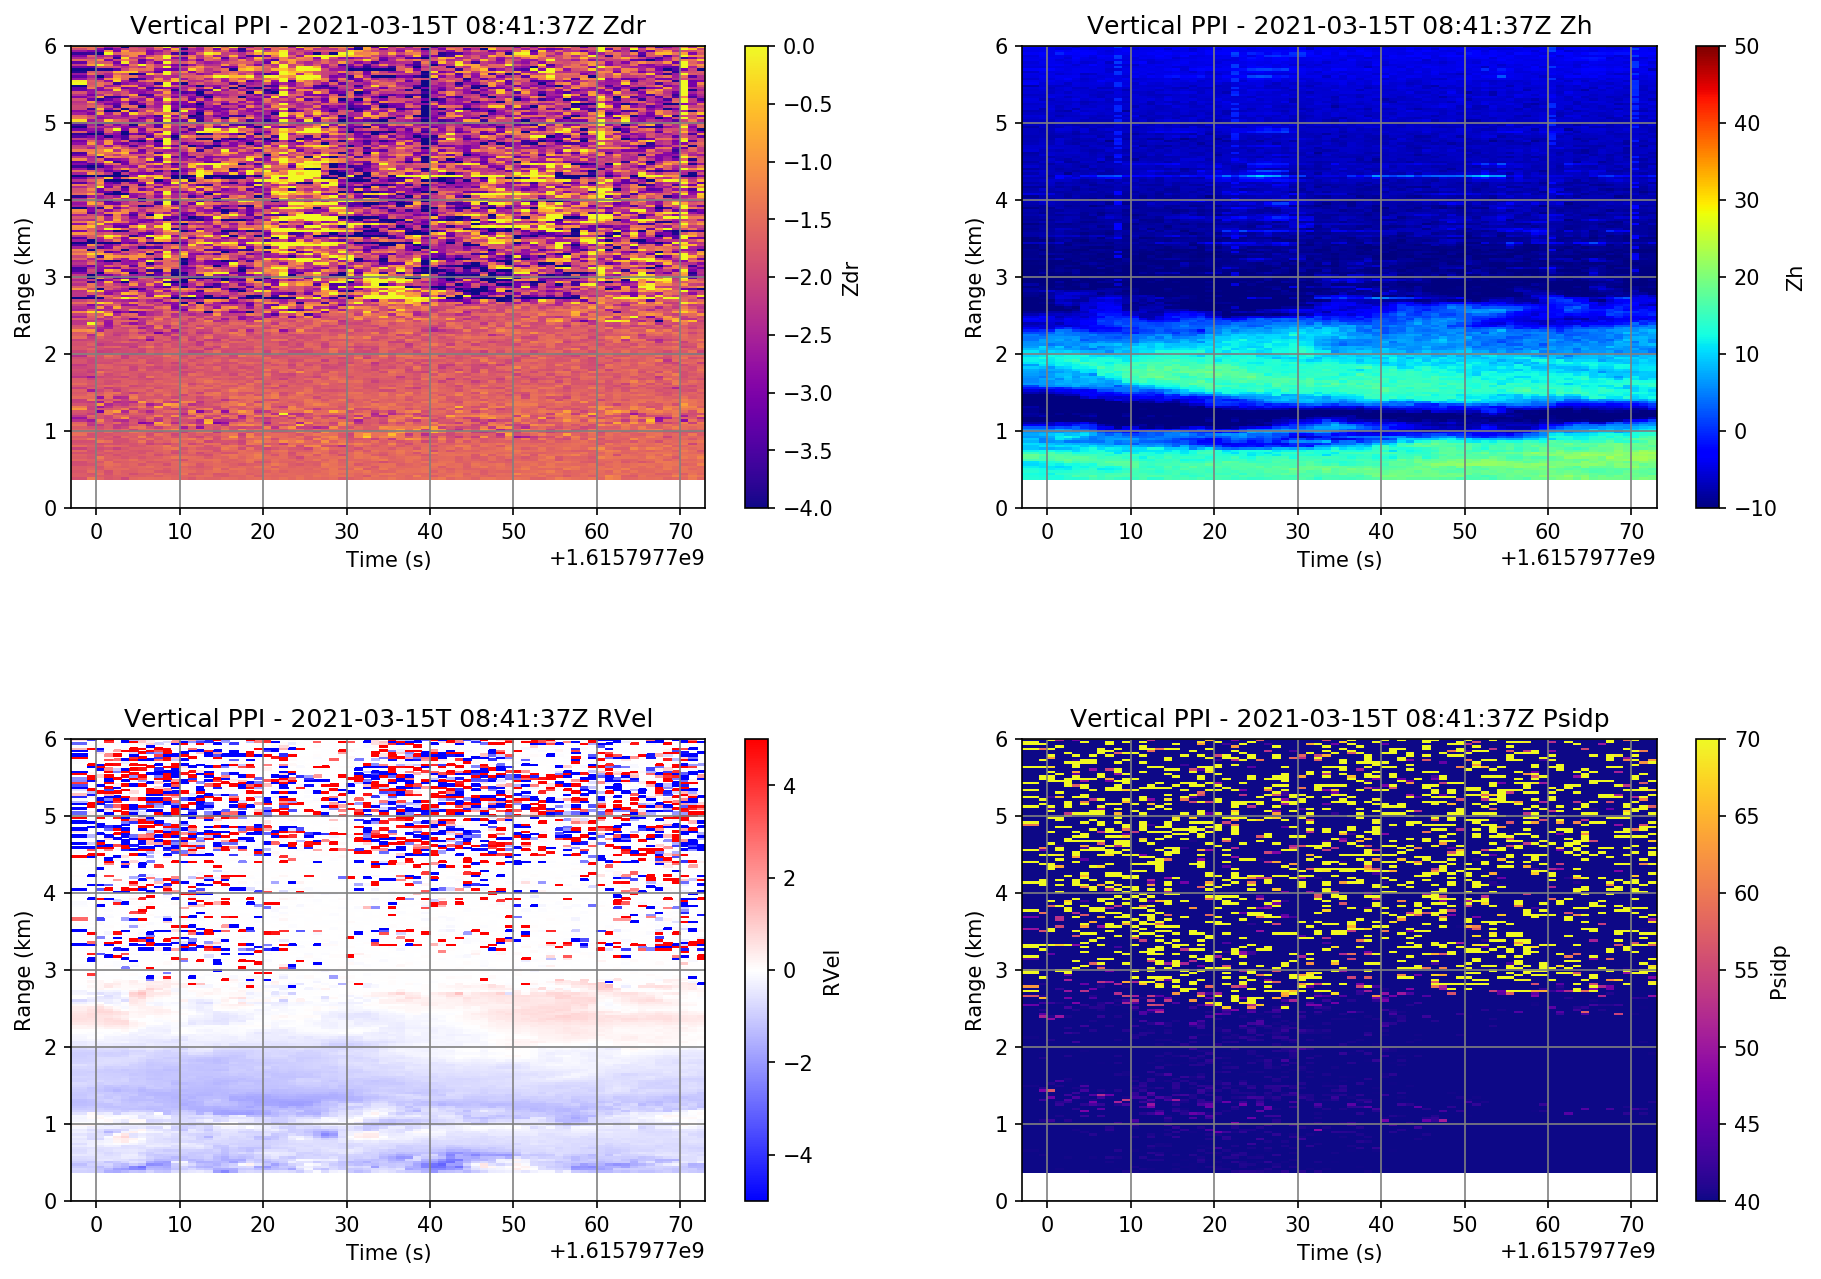 Vertical PPI - 2021-03-15T 08:41:37Z Zdr
6
5
4
3
2
1
0
Range (km)
0 10 20 30 40 50 60 70
Time (s)
+1.6157977e9
0.0
−0.5
−1.0
−1.5
−2.0
−2.5
−3.0
−3.5
−4.0
Zdr
Vertical PPI - 2021-03-15T 08:41:37Z Zh
6
5
4
3
2
1
0
Range (km)
0 10 20 30 40 50 60 70
Time (s)
+1.6157977e9
50
40
30
20
10
0
−10
Zh
Vertical PPI - 2021-03-15T 08:41:37Z RVel
6
5
4
3
2
1
0
Range (km)
0 10 20 30 40 50 60 70
Time (s)
+1.6157977e9
4
2
0
−2
−4
RVel
Vertical PPI - 2021-03-15T 08:41:37Z Psidp
6
5
4
3
2
1
0
Range (km)
0 10 20 30 40 50 60 70
Time (s)
+1.6157977e9
70
65
60
55
50
45
40
Psidp